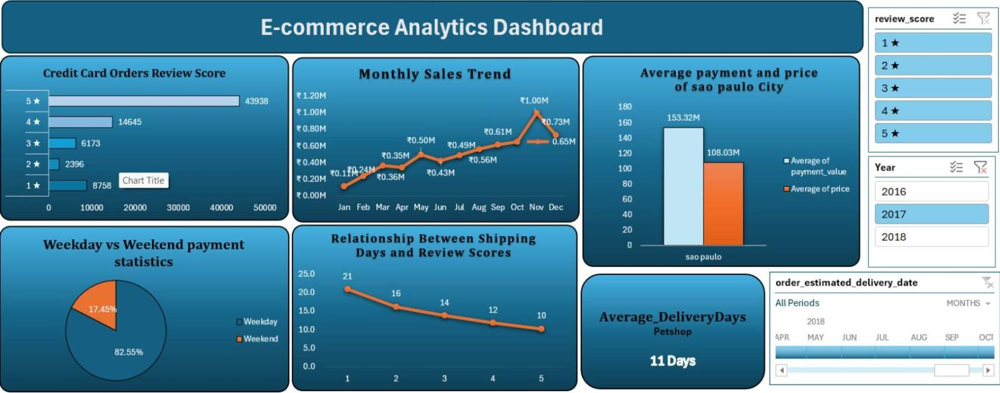 E-commerce Analytics Dashboard
Credit Card Orders Review Score
5 ★
43938
4 ★
14645
3 ★
6173
2 ★
2396
1 ★
8758
Chart Title
0 10000 20000 30000 40000 50000
Monthly Sales Trend
₹ 1.20M
₹ 1.00M
₹ 0.80M
₹ 0.60M
₹ 0.40M
₹ 0.20M
₹ 0.00M
₹0.11M
₹0.24M
₹0.36M
₹0.35M
₹0.50M
₹0.43M
₹0.49M
₹0.56M
₹0.61M
0.65M
₹1.00M
₹0.73M
Jan Feb Mar Apr May Jun Jul Aug Sep Oct Nov Dec
Average payment and price
of sao paulo City
180
160
140
120
100
80
60
40
20
0
153.32M
108.03M
sao paulo
Average of
payment_value
Average of price
review_score
1 ★
2 ★
3 ★
4 ★
5 ★
Year
2016
2017
2018
Weekday vs Weekend payment
statistics
17.45%
82.55%
Weekday
Weekend
Relationship Between Shipping
Days and Review Scores
25.0
20.0
15.0
10.0
5.0
0.0
21
16
14
12
10
1 2 3 4 5
Average_DeliveryDays
Petshop
11 Days
order_estimated_delivery_date
All Periods MONTHS
2018
APR MAY JUN JUL AUG SEP OCT